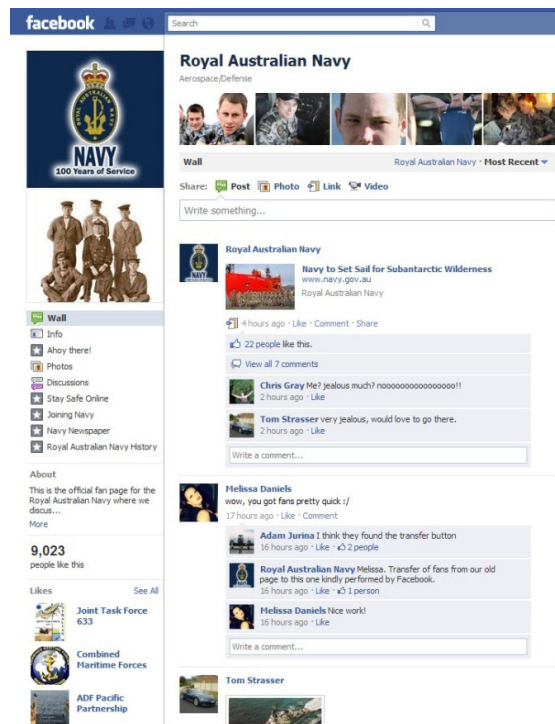 facebook
Search
NAVY
100 Years of Service
Wall
Info
Ahoy there!
Photos
Discussions
Stay Safe Online
Joining Navy
Navy Newspaper
Royal Australian Navy History
About
This is the official fan page for the
Royal Australian Navy where we
discus...
More
9,023
people like this
Likes
See All
Joint Task Force
633
Combined
Maritime Forces
ADF Pacific
Partnership
Royal Australian Navy
Aerospace/Defense
Wall
Royal Australian Navy · Most Recent
Share: Post Photo Link Video
Write something...
Royal Australian Navy
NAVY
Navy to Set Sail for Subantarctic Wilderness
www.navy.gov.au
Royal Australian Navy
4 hours ago · Like · Comment · Share
22 people like this.
View all 7 comments
Chris Gray Me? jealous much? nooooooooooooooooo!!
2 hours ago · Like
Tom Strasser very jealous, would love to go there.
2 hours ago · Like
Write a comment...
Melissa Daniels
wow, you got fans pretty quick :/
17 hours ago · Like · Comment
Adam Jurina I think they found the transfer button
16 hours ago · Like · 2 people
Royal Australian Navy Melissa. Transfer of fans from our old
page to this one kindly performed by Facebook.
16 hours ago · Like · 1 person
NAVY
Melissa Daniels Nice work!
16 hours ago · Like
Write a comment...
Tom Strasser